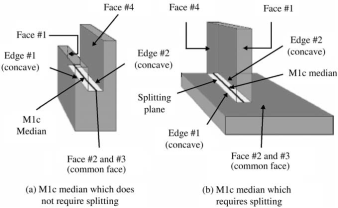 Face #4
Face #1
Edge #1
(concave)
Edge #2
(concave)
M1c
Median
Face #2 and #3
(common face)
(a) M1c median which does
not require splitting
Face #4
Face #1
Edge #2
(concave)
M1c median
Splitting
plane
Edge #1
(concave)
Face #2 and #3
(common face)
(b) M1c median which
requires splitting